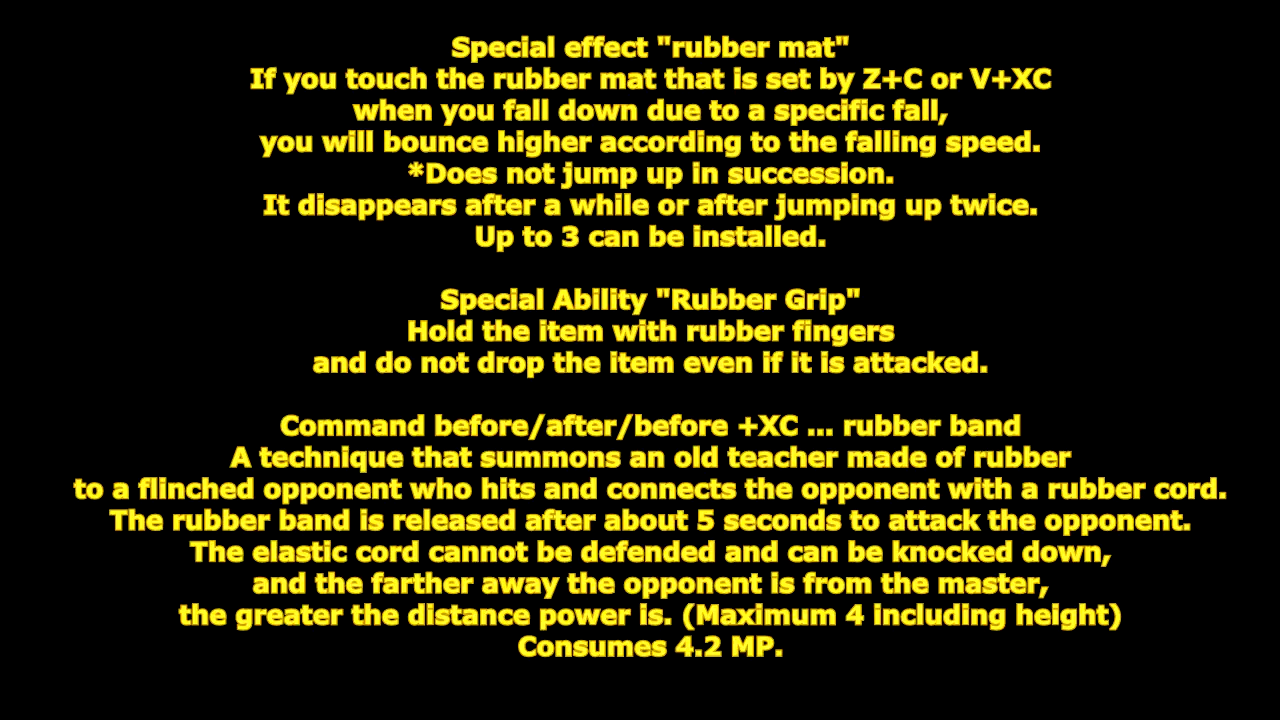 Special effect "rubber mat"
If you touch the rubber mat that is set by Z+C or V+XC
when you fall down due to a specific fall,
you will bounce higher according to the falling speed.
*Does not jump up in succession.
It disappears after a while or after jumping up twice.
Up to 3 can be installed.
Special Ability "Rubber Grip"
Hold the item with rubber fingers
and do not drop the item even if it is attacked.
Command before/after/before +XC ... rubber band
A technique that summons an old teacher made of rubber
to a flinched opponent who hits and connects the opponent with a rubber cord.
The rubber band is released after about 5 seconds to attack the opponent.
The elastic cord cannot be defended and can be knocked down,
and the farther away the opponent is from the master,
the greater the distance power is. (Maximum 4 including height)
Consumes 4.2 MP.